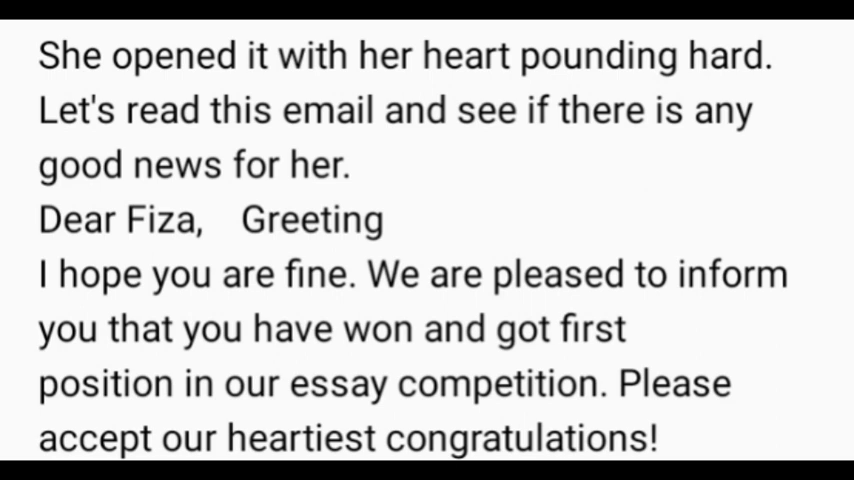 She opened it with her heart pounding hard.
Let's read this email and see if there is any
good news for her.
Dear Fiza, Greeting
I hope you are fine. We are pleased to inform
you that you have won and got first
position in our essay competition. Please
accept our heartiest congratulations!